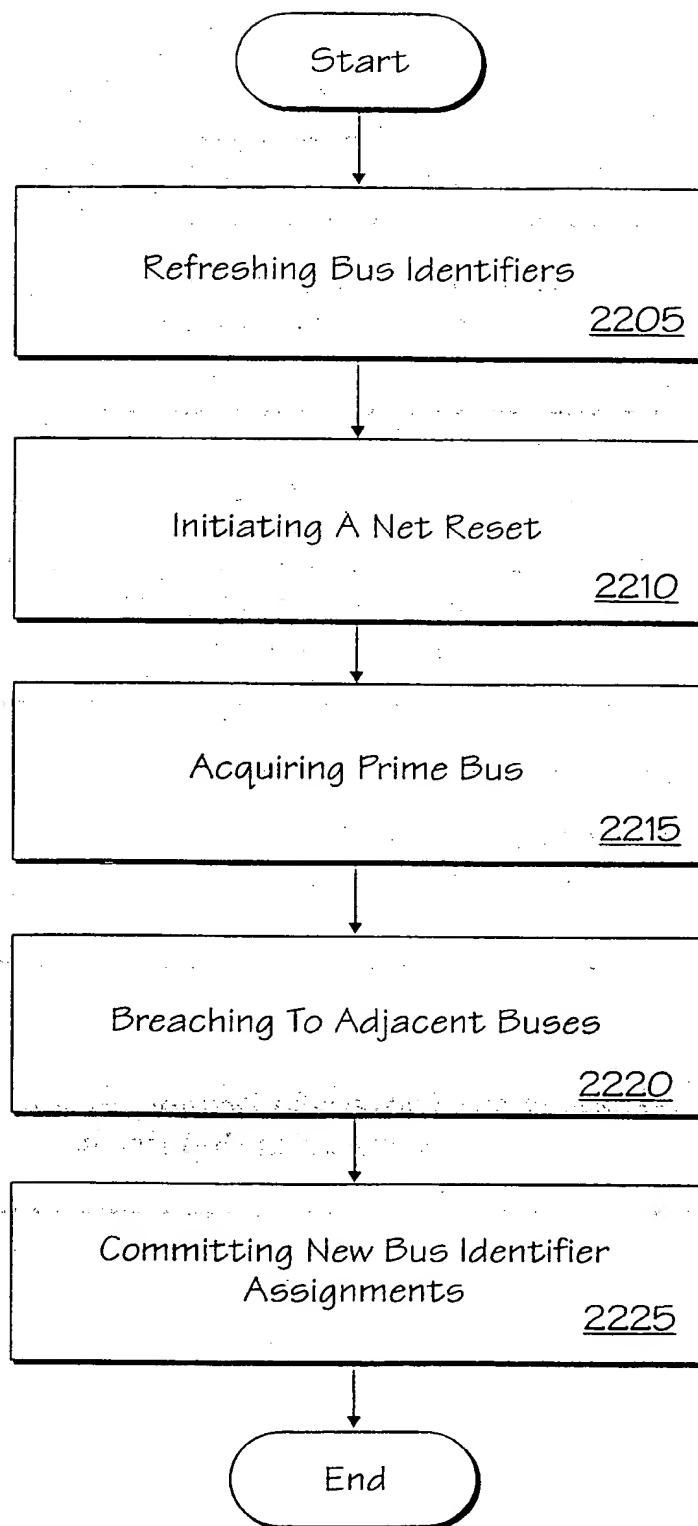 Start
Refreshing Bus Identifiers
2205
Initiating A Net Reset
2210
Acquiring Prime Bus
2215
Breaching To Adjacent Buses
2220
Committing New Bus Identifier
Assignments
2225
End